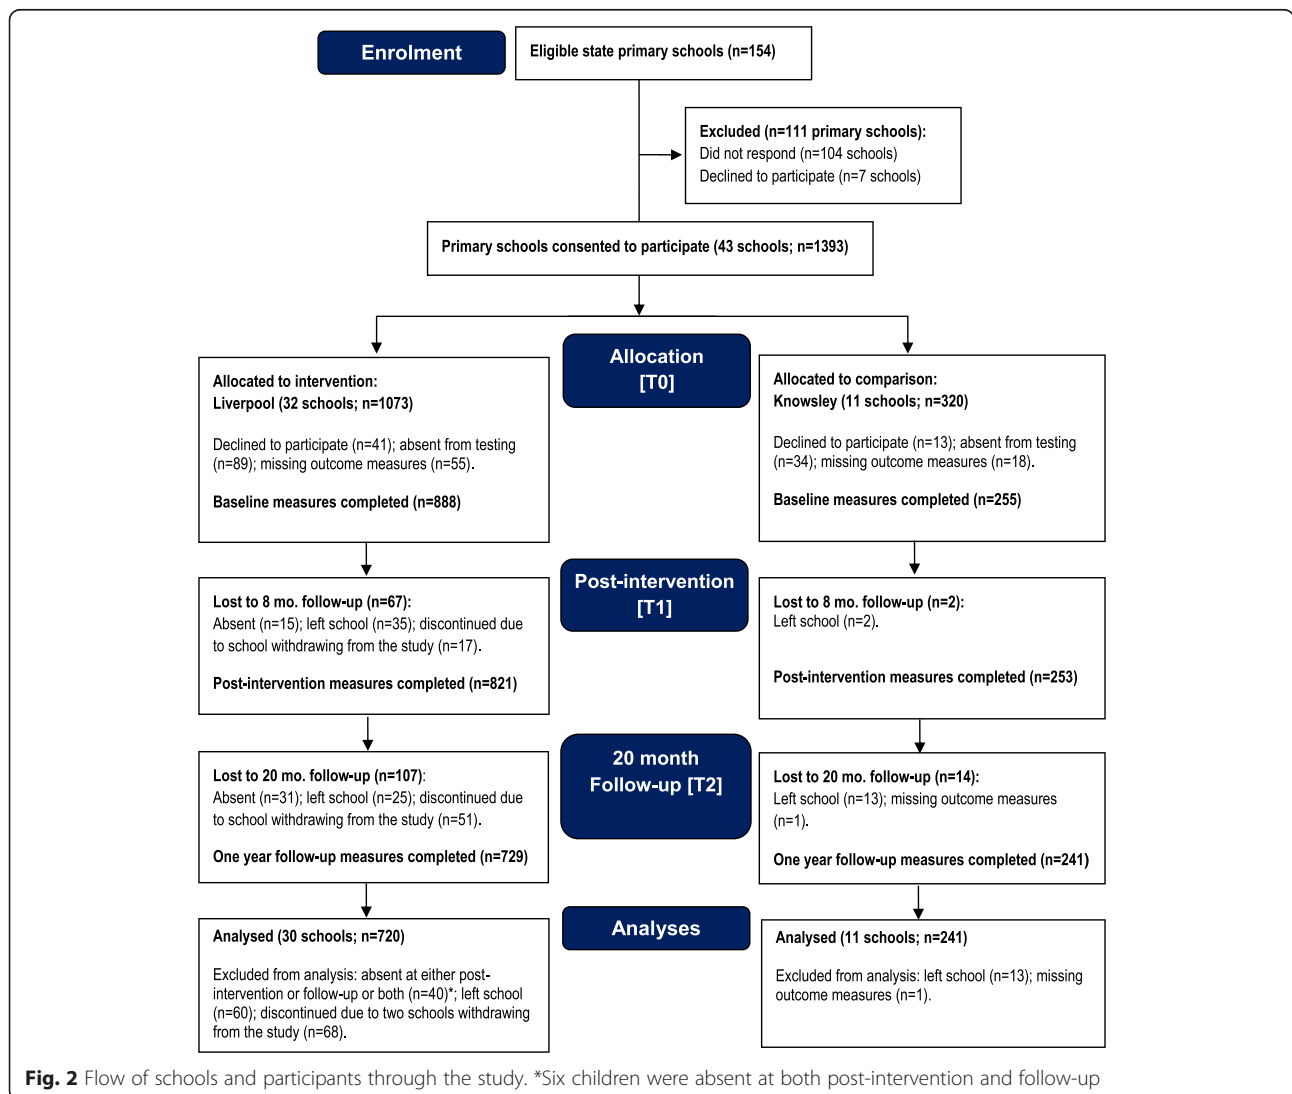 Enrolment
Eligible state primary schools (n=154)
Excluded (n=111 primary schools):
Did not respond (n=104 schools)
Declined to participate (n=7 schools)
Primary schools consented to participate (43 schools; n=1393)
Allocation
[T0]
Allocated to intervention:
Liverpool (32 schools; n=1073)
Declined to participate (n=41); absent from testing
(n=89); missing outcome measures (n=55).
Baseline measures completed (n=888)
Allocated to comparison:
Knowsley (11 schools; n=320)
Declined to participate (n=13); absent from testing
(n=34); missing outcome measures (n=18).
Baseline measures completed (n=255)
Post-intervention
[T1]
Lost to 8 mo. follow-up (n=67):
Absent (n=15); left school (n=35); discontinued due
to school withdrawing from the study (n=17).
Post-intervention measures completed (n=821)
Lost to 8 mo. follow-up (n=2):
Left school (n=2).
Post-intervention measures completed (n=253)
20 month
Follow-up [T2]
Lost to 20 mo. follow-up (n=107):
Absent (n=31); left school (n=25); discontinued due
to school withdrawing from the study (n=51).
One year follow-up measures completed (n=729)
Lost to 20 mo. follow-up (n=14):
Left school (n=13); missing outcome measures
(n=1).
One year follow-up measures completed (n=241)
Analyses
Analysed (30 schools; n=720)
Excluded from analysis: absent at either post-
intervention or follow-up or both (n=40)*; left school
(n=60); discontinued due to two schools withdrawing
from the study (n=68).
Analysed (11 schools; n=241)
Excluded from analysis: left school (n=13); missing
outcome measures (n=1).
Fig. 2 Flow of schools and participants through the study. *Six children were absent at both post-intervention and follow-up